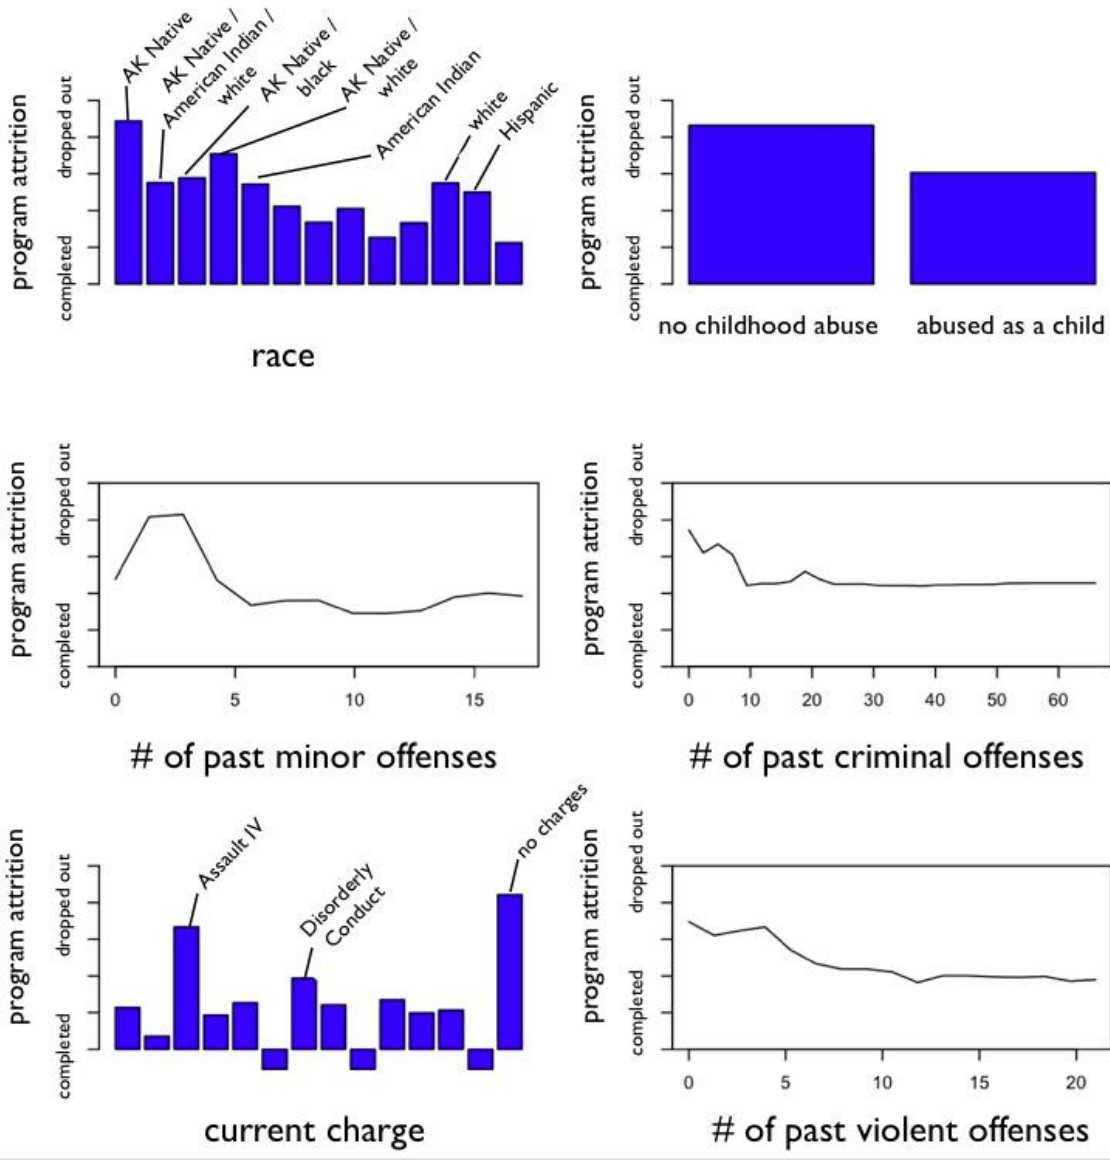 AK Native
AK Native /
American Indian /
white
AK Native /
black
AK Native /
white
American Indian
white
Hispanic
program attrition
completed
dropped out
race
program attrition
completed
dropped out
no childhood abuse
abused as a child
program attrition
completed
dropped out
0 5 10 15
# of past minor offenses
program attrition
completed
dropped out
0 10 20 30 40 50 60
# of past criminal offenses
program attrition
completed
dropped out
Assault IV
Disorderly
Conduct
no charges
current charge
program attrition
completed
dropped out
0 5 10 15 20
# of past violent offenses